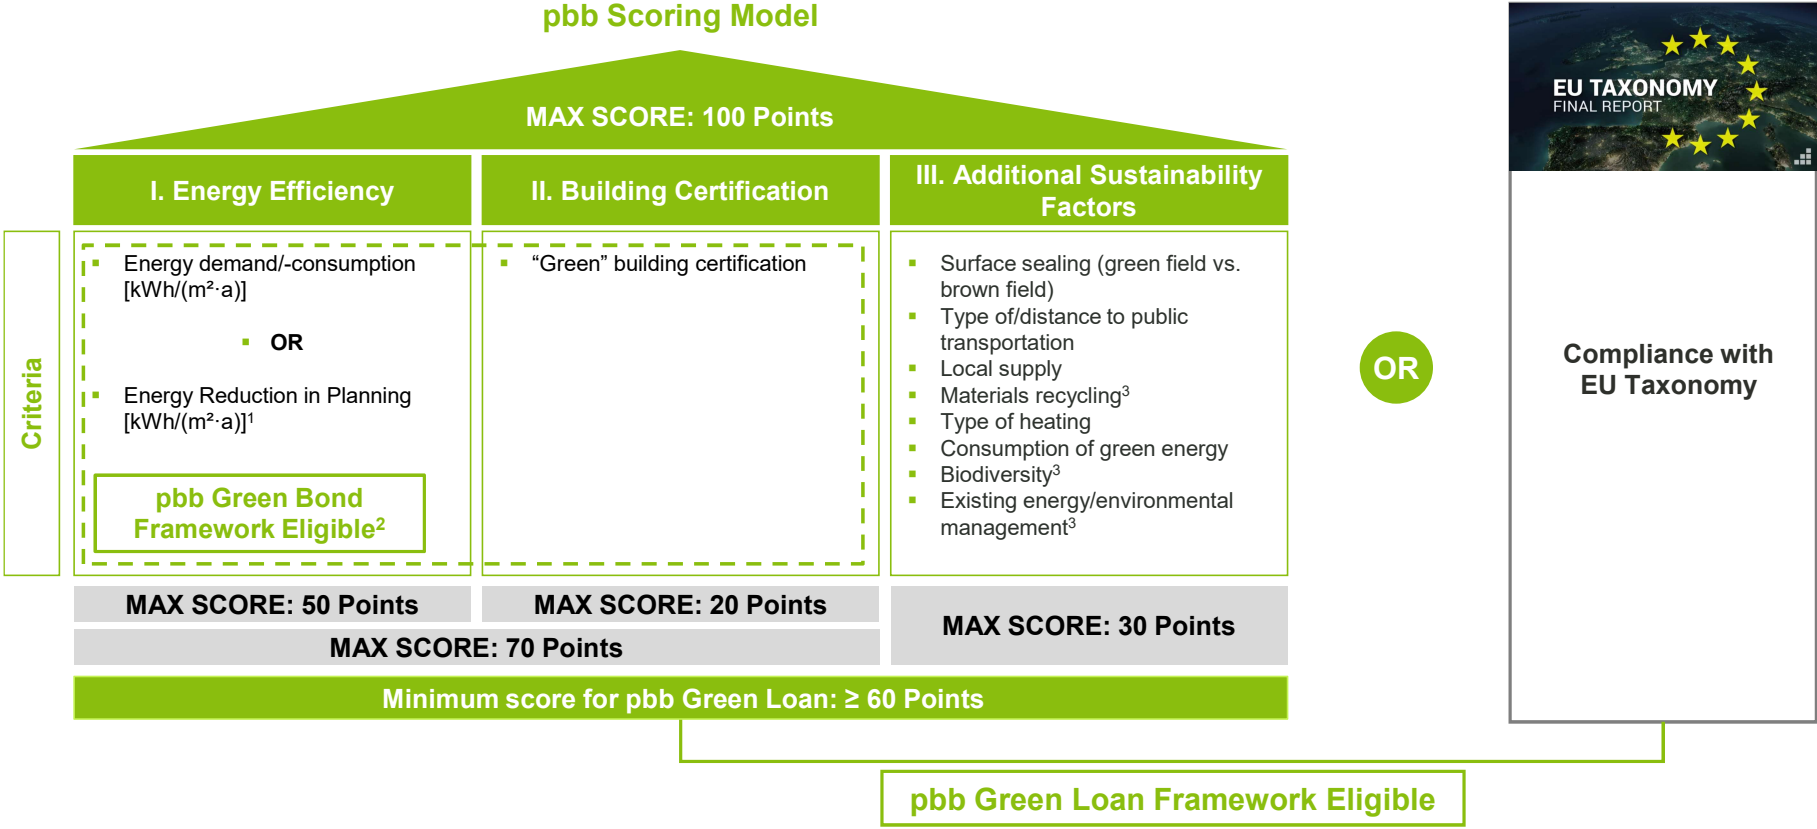 pbb Scoring Model
MAX SCORE: 100 Points
I. Energy Efficiency
II. Building Certification
III. Additional Sustainability
Factors
Criteria
▪ Energy demand/-consumption
[kWh/(m²·a)]
▪ OR
▪ Energy Reduction in Planning
[kWh/(m²·a)]¹
pbb Green Bond
Framework Eligible²
▪ “Green” building certification
▪ Surface sealing (green field vs.
brown field)
▪ Type of/distance to public
transportation
▪ Local supply
▪ Materials recycling³
▪ Type of heating
▪ Consumption of green energy
▪ Biodiversity³
▪ Existing energy/environmental
management³
MAX SCORE: 50 Points
MAX SCORE: 20 Points
MAX SCORE: 70 Points
MAX SCORE: 30 Points
Minimum score for pbb Green Loan: ≥ 60 Points
OR
EU TAXONOMY
FINAL REPORT
Compliance with
EU Taxonomy
pbb Green Loan Framework Eligible